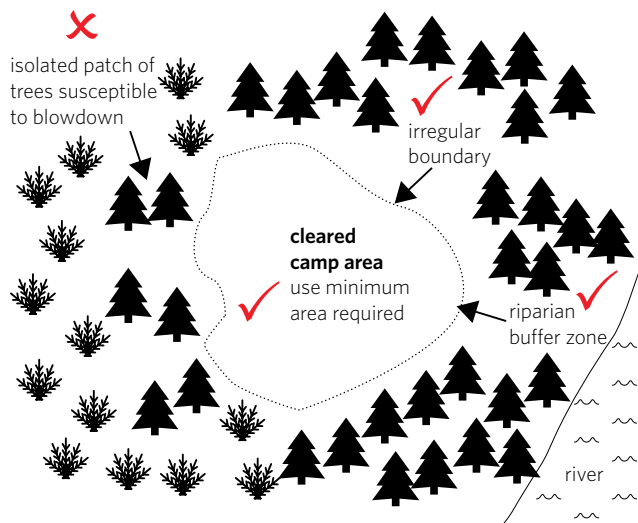 isolated patch of
trees susceptible
to blowdown
irregular
boundary
cleared
camp area
use minimum
area required
riparian
buffer zone
river